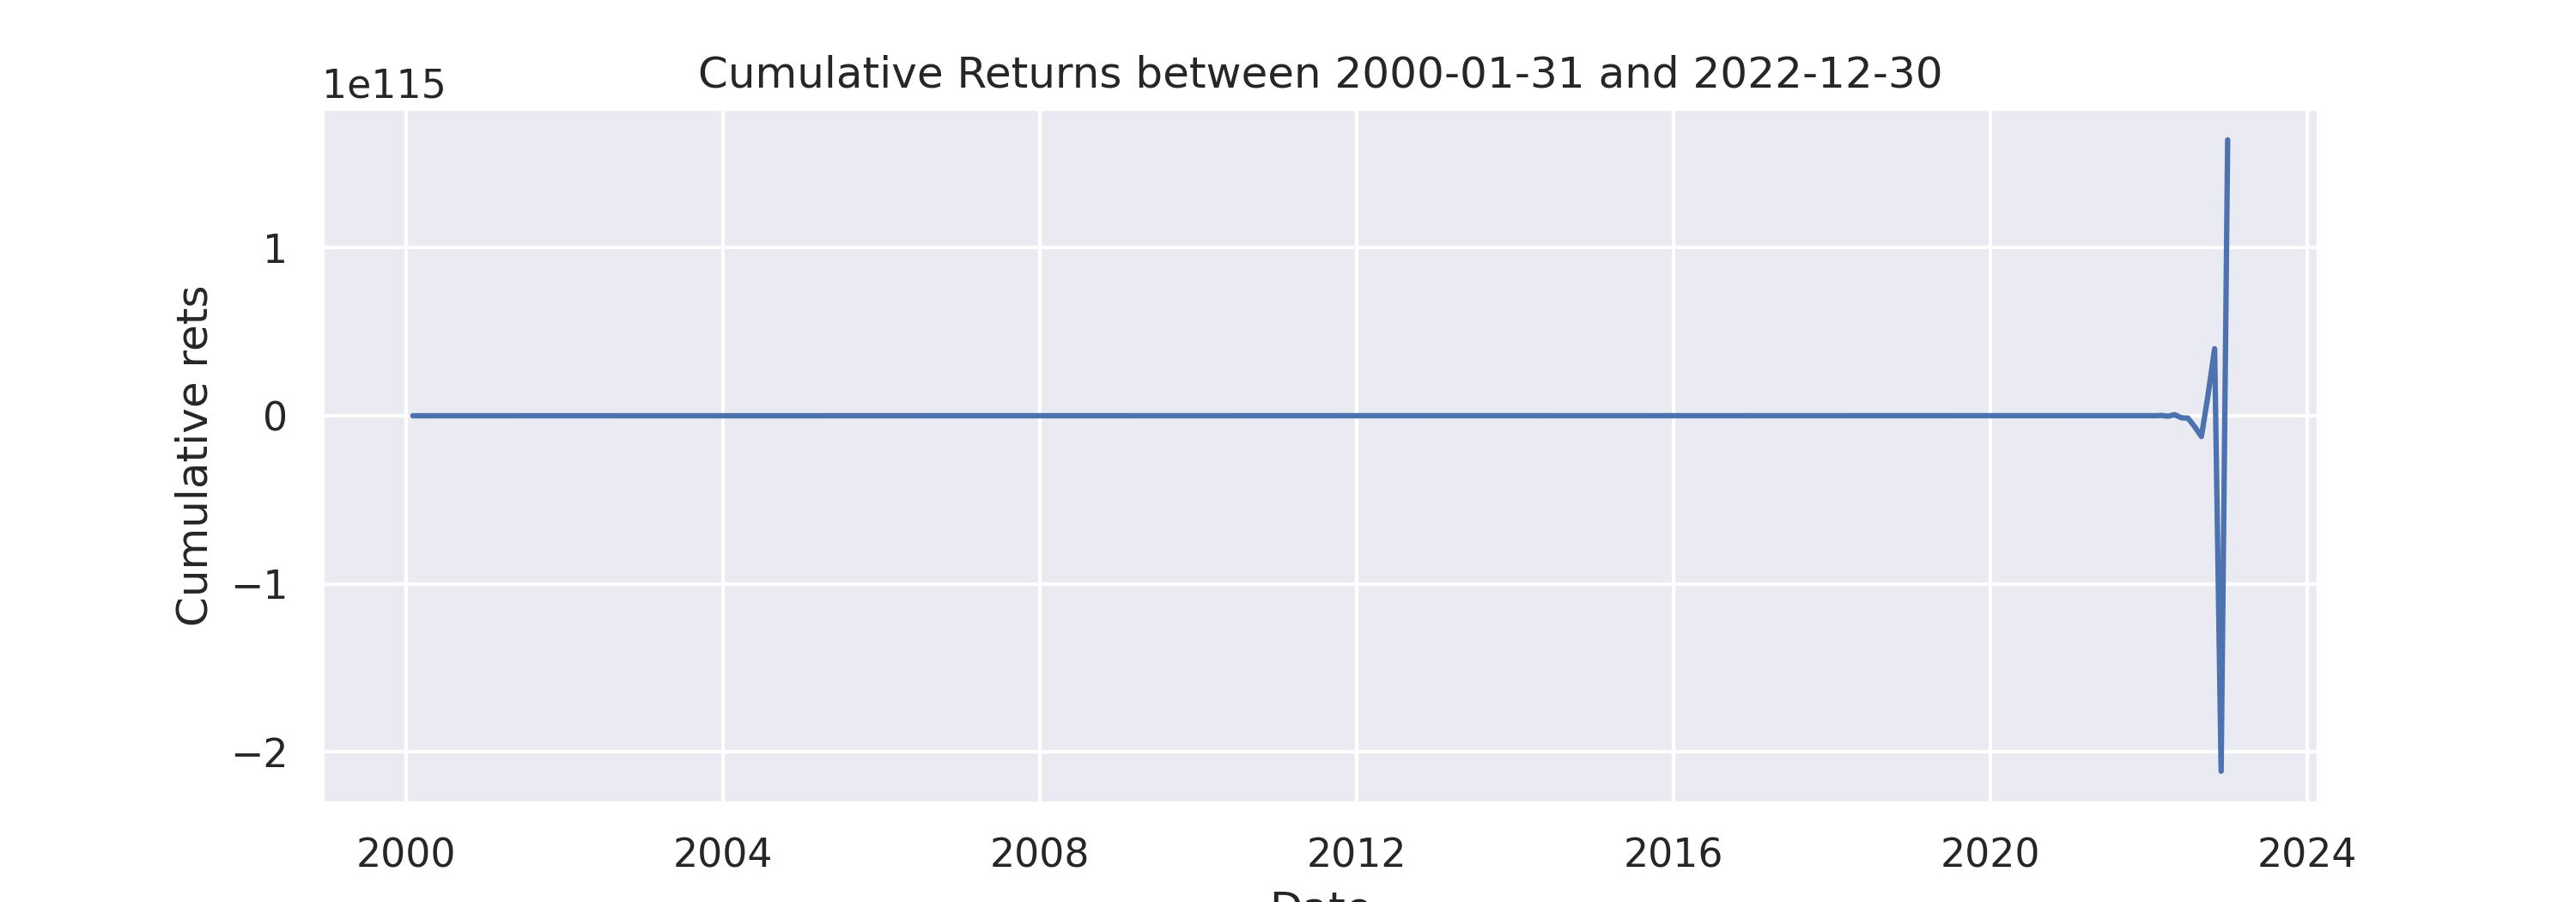 Cumulative Returns between 2000-01-31 and 2022-12-30
1e115
Cumulative rets
1
0
−1
−2
2000 2004 2008 2012 2016 2020 2024
Date